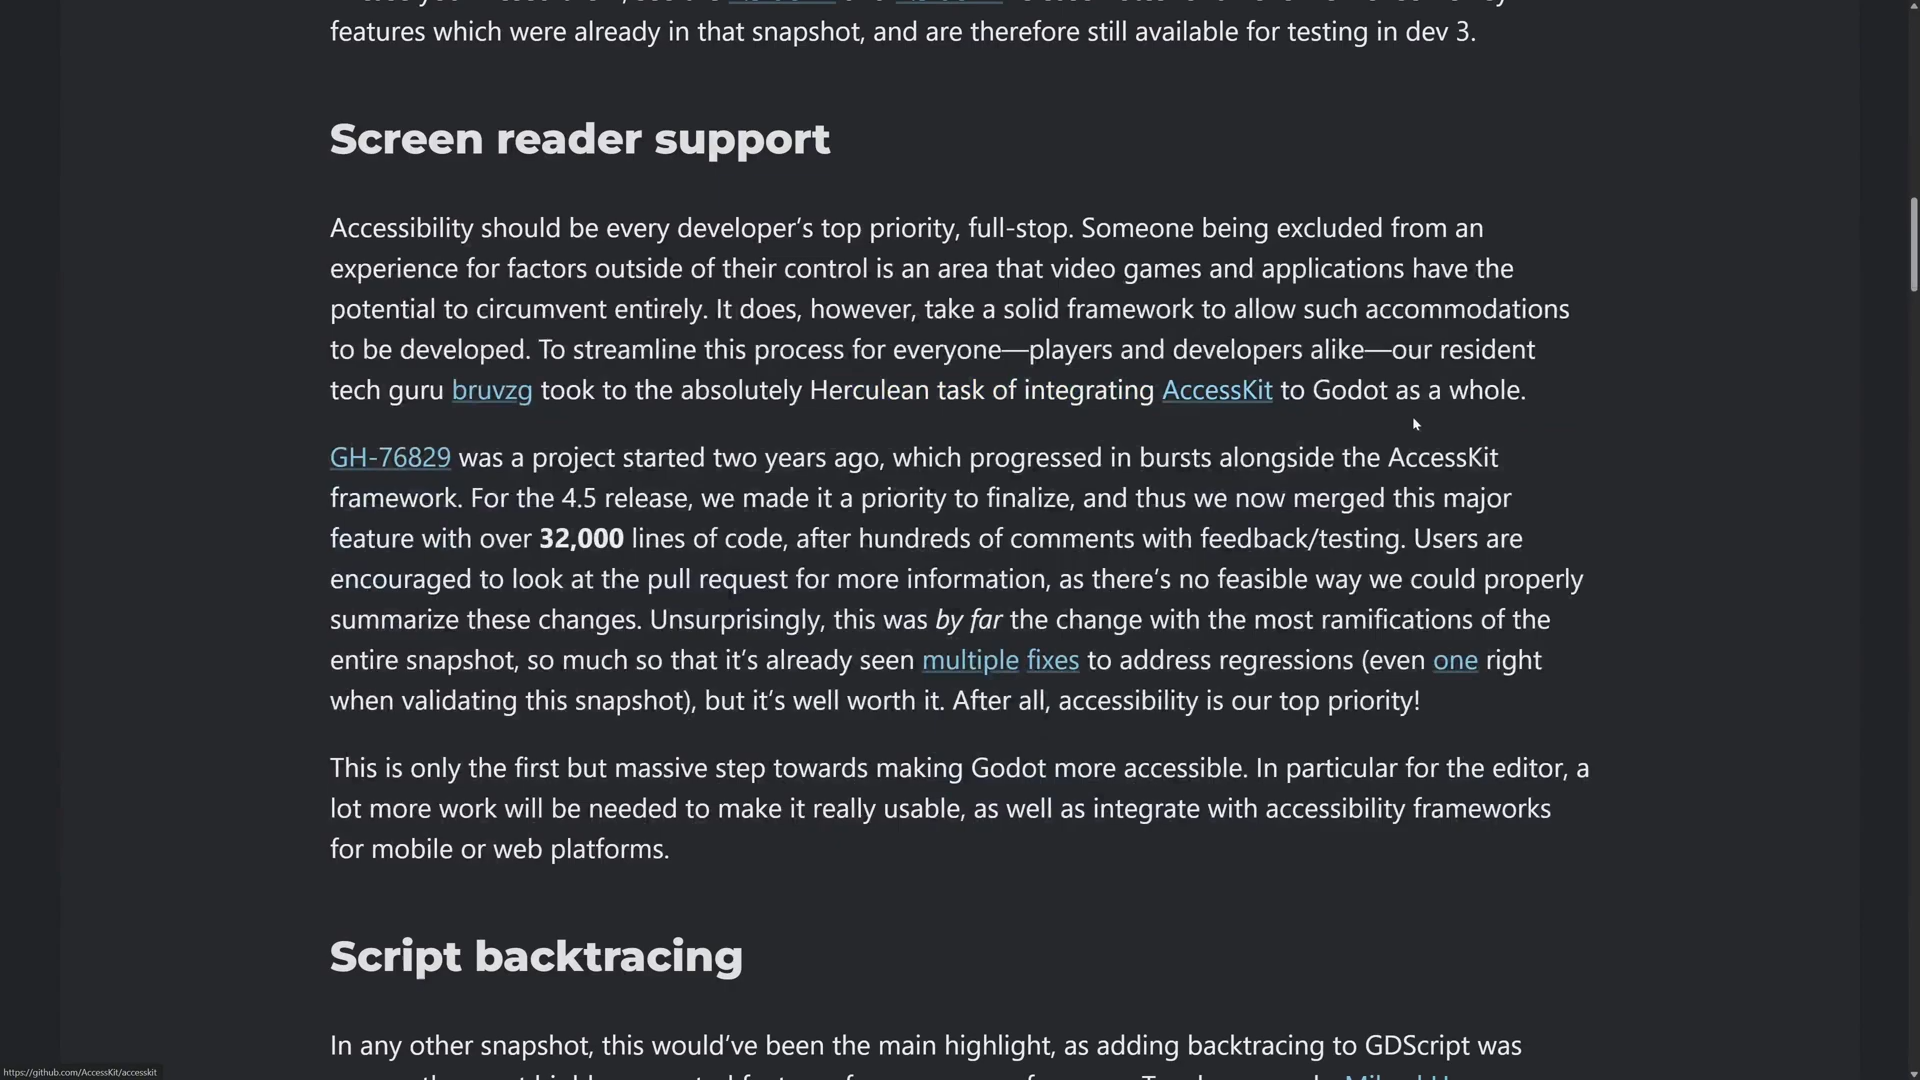 features which were already in that snapshot, and are therefore still available for testing in dev 3.
Screen reader support
Accessibility should be every developer’s top priority, full-stop. Someone being excluded from an
experience for factors outside of their control is an area that video games and applications have the
potential to circumvent entirely. It does, however, take a solid framework to allow such accommodations
to be developed. To streamline this process for everyone—players and developers alike—our resident
tech guru bruvzg took to the absolutely Herculean task of integrating AccessKit to Godot as a whole.
GH-76829 was a project started two years ago, which progressed in bursts alongside the AccessKit
framework. For the 4.5 release, we made it a priority to finalize, and thus we now merged this major
feature with over 32,000 lines of code, after hundreds of comments with feedback/testing. Users are
encouraged to look at the pull request for more information, as there’s no feasible way we could properly
summarize these changes. Unsurprisingly, this was by far the change with the most ramifications of the
entire snapshot, so much so that it’s already seen multiple fixes to address regressions (even one right
when validating this snapshot), but it’s well worth it. After all, accessibility is our top priority!
This is only the first but massive step towards making Godot more accessible. In particular for the editor, a
lot more work will be needed to make it really usable, as well as integrate with accessibility frameworks
for mobile or web platforms.
Script backtracing
In any other snapshot, this would’ve been the main highlight, as adding backtracing to GDScript was
https://github.com/AccessKit/accesskit